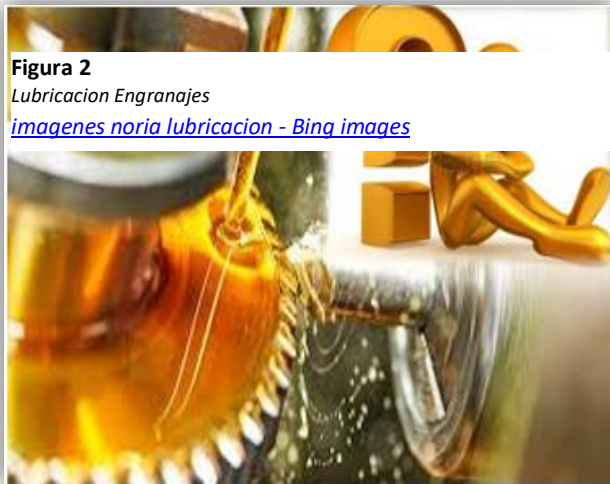 Figura 2
Lubricacion Engranajes
imagenes noria lubricacion - Bing images